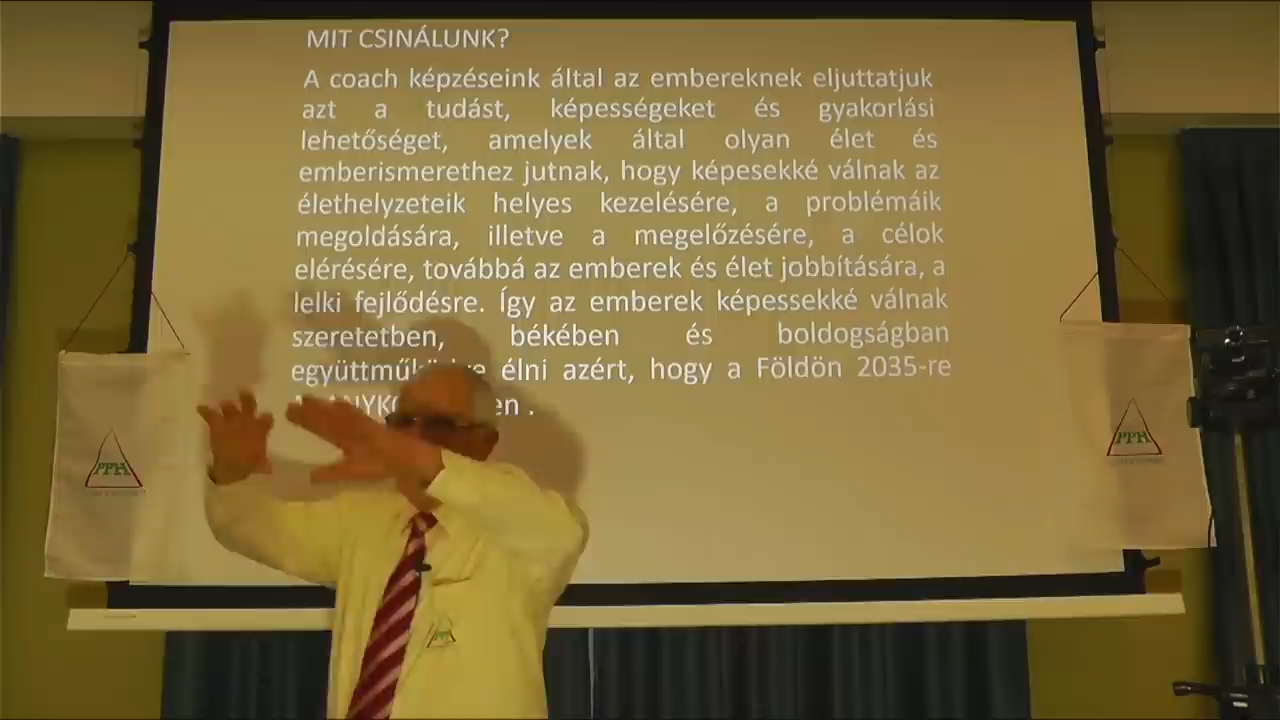 MIT CSINÁLUNK?
A coach képzéseink által az embereknek eljuttatjuk
azt a tudást, képességeket és gyakorlási
lehetőséget, amelyek által olyan élet és
emberismerethez jutnak, hogy képesekké válnak az
élethelyzeteik helyes kezelésére, a problémáik
megoldására, illetve a megelőzésére, a célok
elérésére, továbbá az emberek és élet jobbítására, a
lelki fejlődésre. Így az emberek képessekké válnak
szeretetben, békében és boldogságban
élni azért, hogy a Földön 2035-re
PPH
PPH
PPH